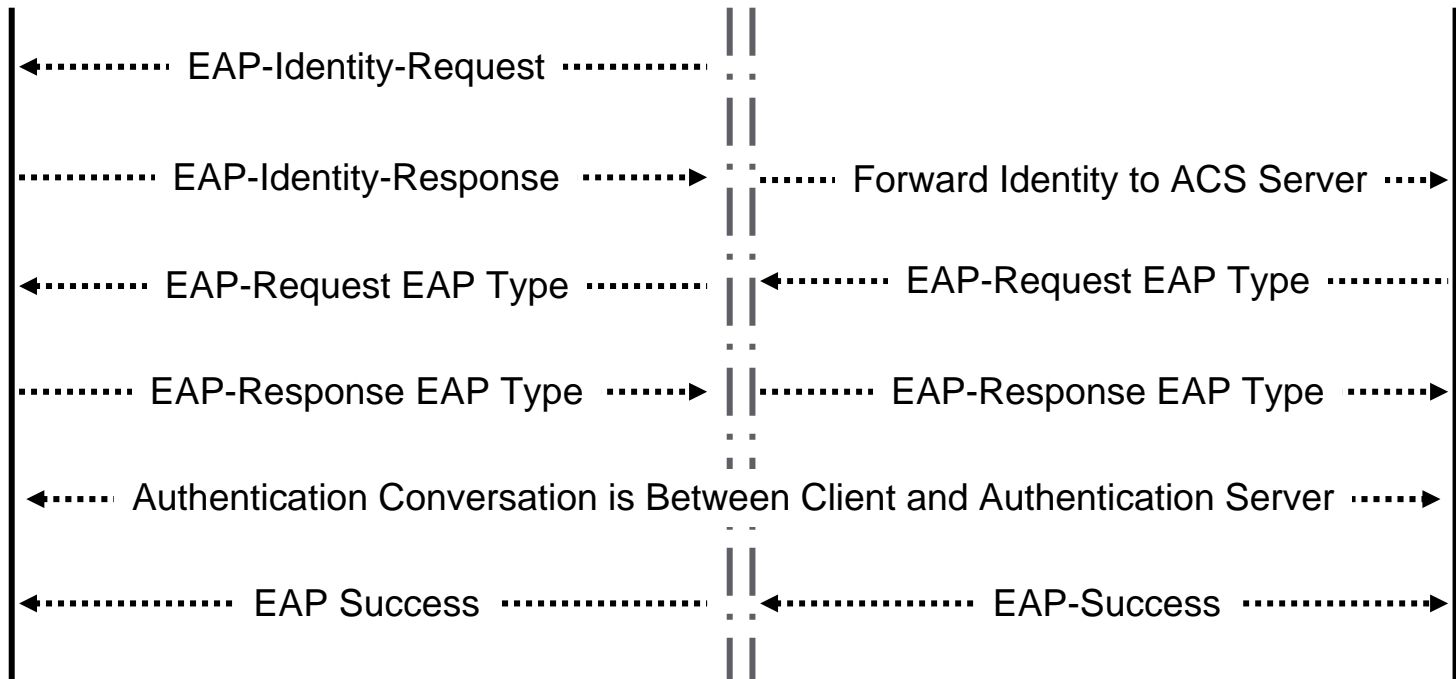 EAP-Identity-Request
EAP-Identity-Response
Forward Identity to ACS Server
EAP-Request EAP Type
EAP-Request EAP Type
EAP-Response EAP Type
EAP-Response EAP Type
Authentication Conversation is Between Client and Authentication Server
EAP Success
EAP-Success